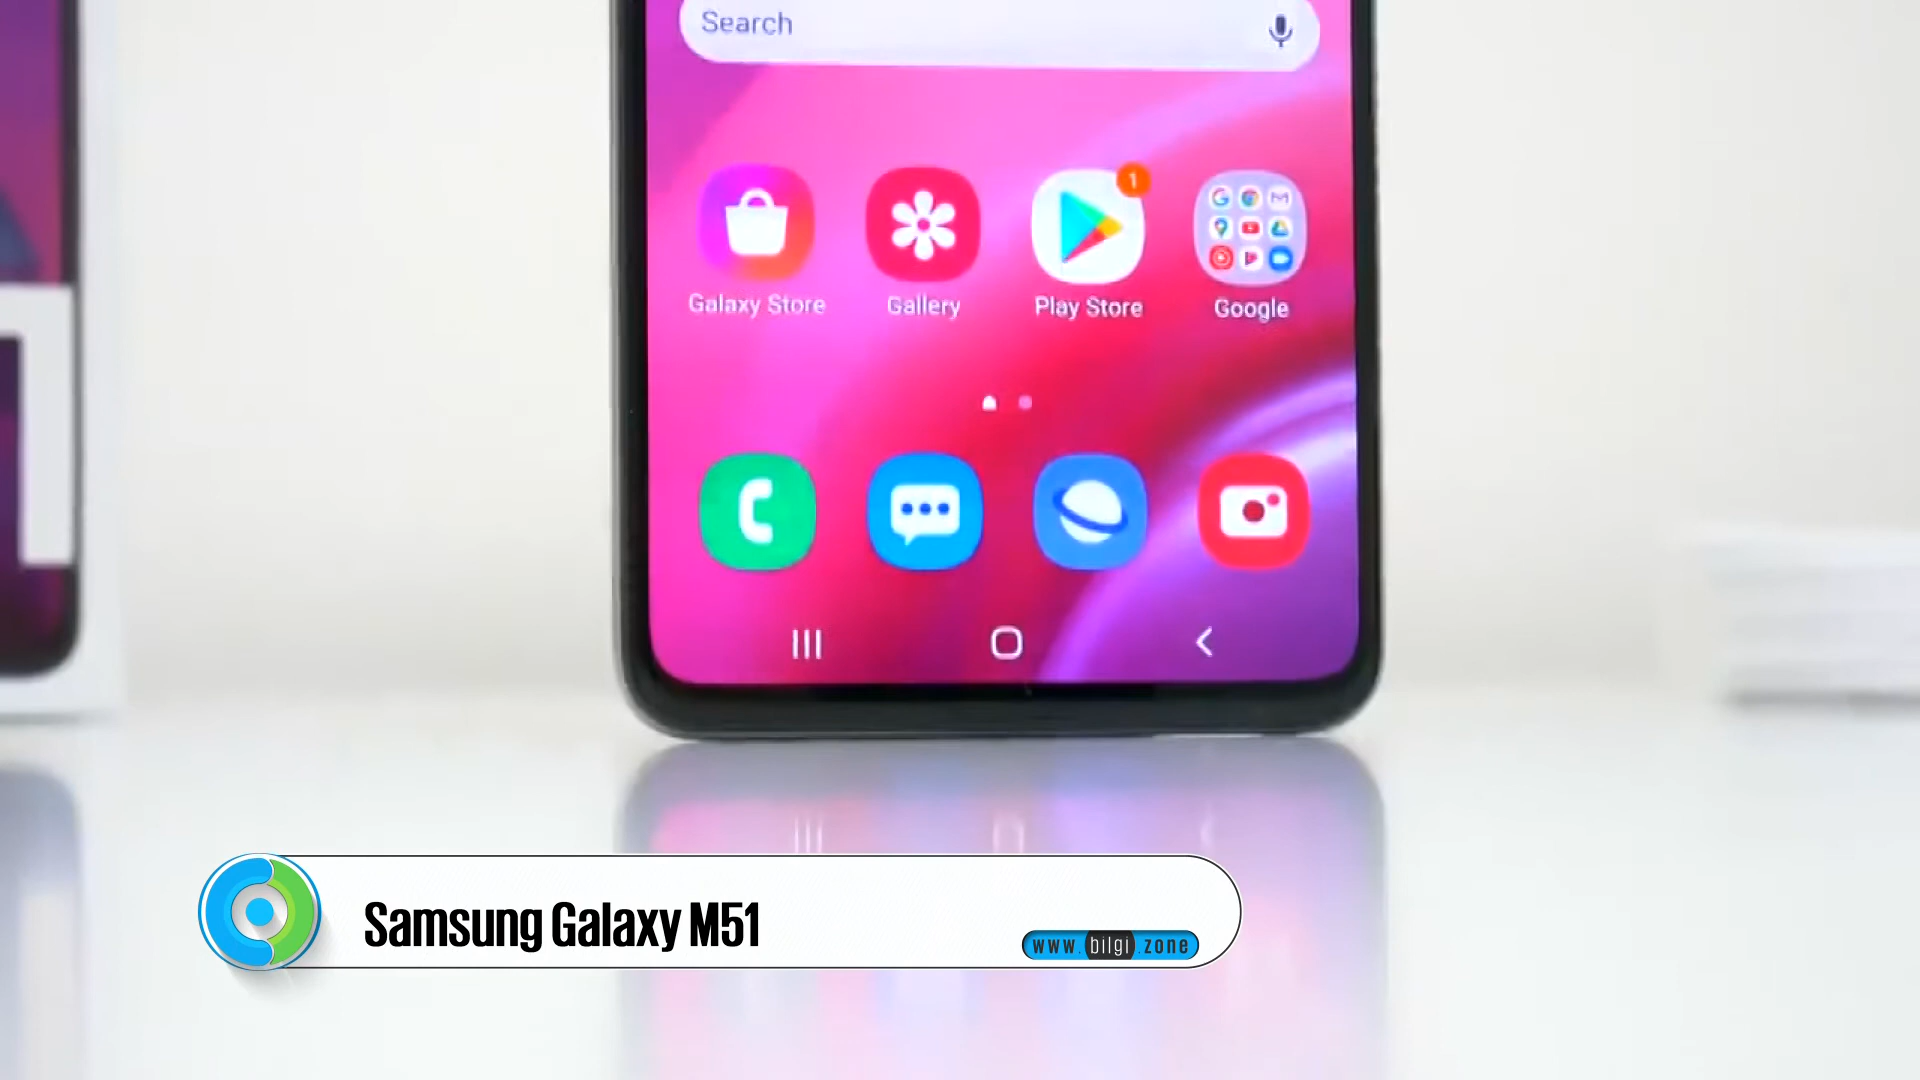 Search
1
Galaxy Store
Gallery
Play Store
Google
Samsung Galaxy M51
www.bilgi.zone